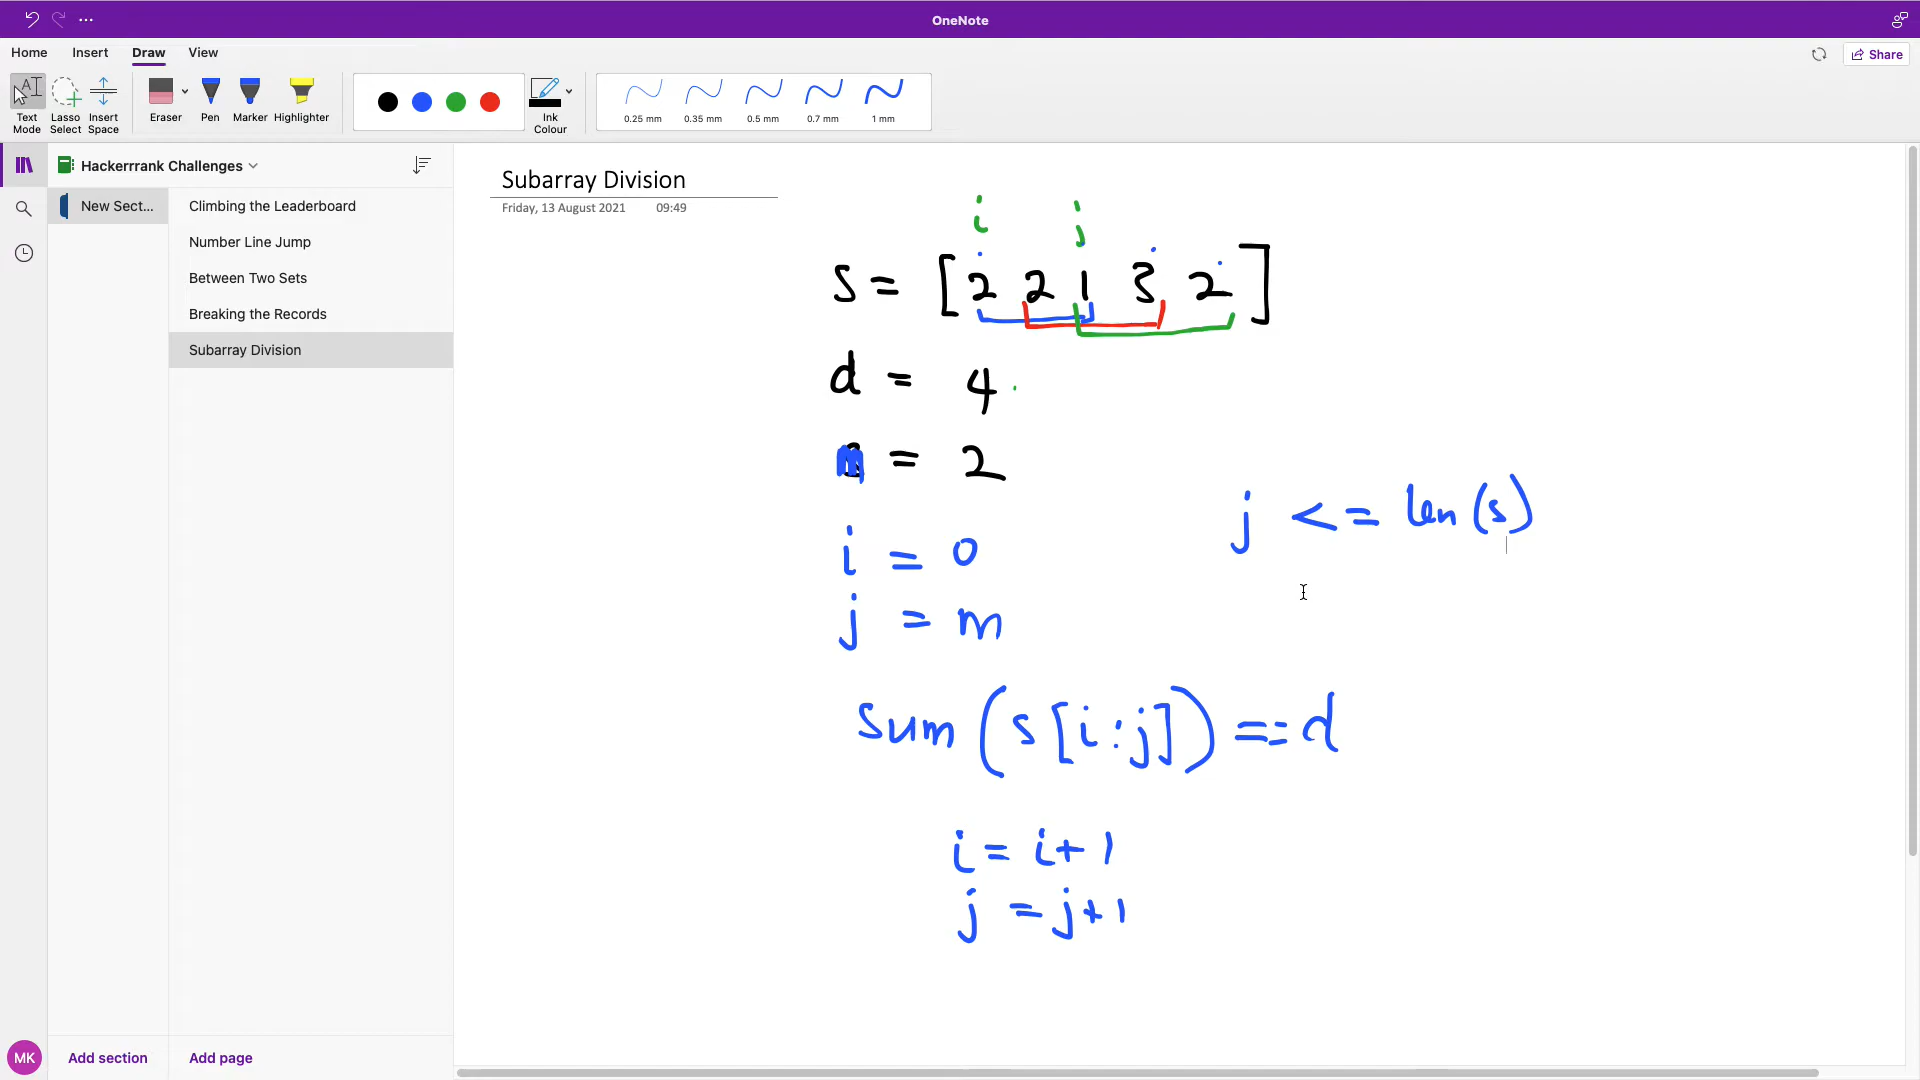 OneNote
Home Insert Draw View
Share
Text Mode
Lasso Select
Insert Space
Eraser
Pen
Marker
Highlighter
Ink Colour
0.25 mm 0.35 mm 0.5 mm 0.7 mm 1 mm
Hackerrrank Challenges
New Sect...
Climbing the Leaderboard
Number Line Jump
Between Two Sets
Breaking the Records
Subarray Division
MK
Add section
Add page
Subarray Division
Friday, 13 August 2021 09:49
i j
s = [ 2 2 1 3 2 ]
d = 4
m = 2
i = 0
j = m
j <= len(s)
sum (s[i:j]) == d
i = i+1
j = j+1